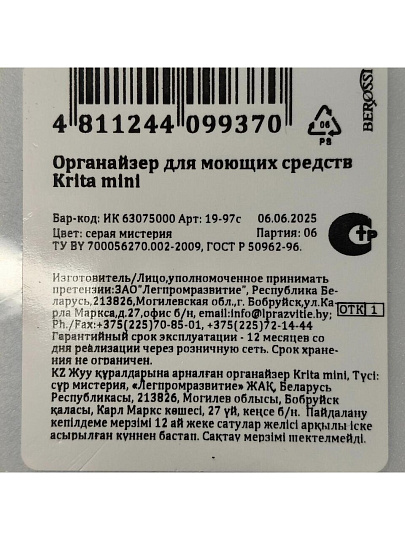 BEROSSI
4 811244 099370
06
PS
Органайзер для моющих средств
Krita mini
Вар-код: ИК 63075000 Арт: 19-97с 06.06.2025
Цвет: серая мистерия Партия: 06
ТУ BY 700056270.002-2009, ГОСТ Р 50962-96.
Изготовитель/Лицо,уполномоченное принимать
претензии:ЗАО"Легпромразвитие", Республика Бе-
ларусь,213826,Могилевская обл.,г. Бобруйск,ул.Ка-
рла Маркса,д.27,офис б/н, email:info@lprazvitie.by;
ОТК 1
Ph./Fax:+375(225)70-85-01, +375(225)72-14-44
Гарантийный срок эксплуатации - 12 месяцев со
дня реализации через розничную сеть. Срок хране-
ния не ограничен.
KZ Жуу құралдарына арналған органайзер Krita mini, Түсі:
сұр мистерия, «Легпромразвитие» ЖАҚ, Беларусь
Республикасы, 213826, Могилев облысы, Бобруйск
қаласы, Карл Маркс көшесі, 27 үй, кеңсе б/н. Пайдалану
кепілдеме мерзімі 12 ай жеке сатулар желісі арқылы іске
асырылған күннен бастап. Сақтау мерзімі шектелмейді.